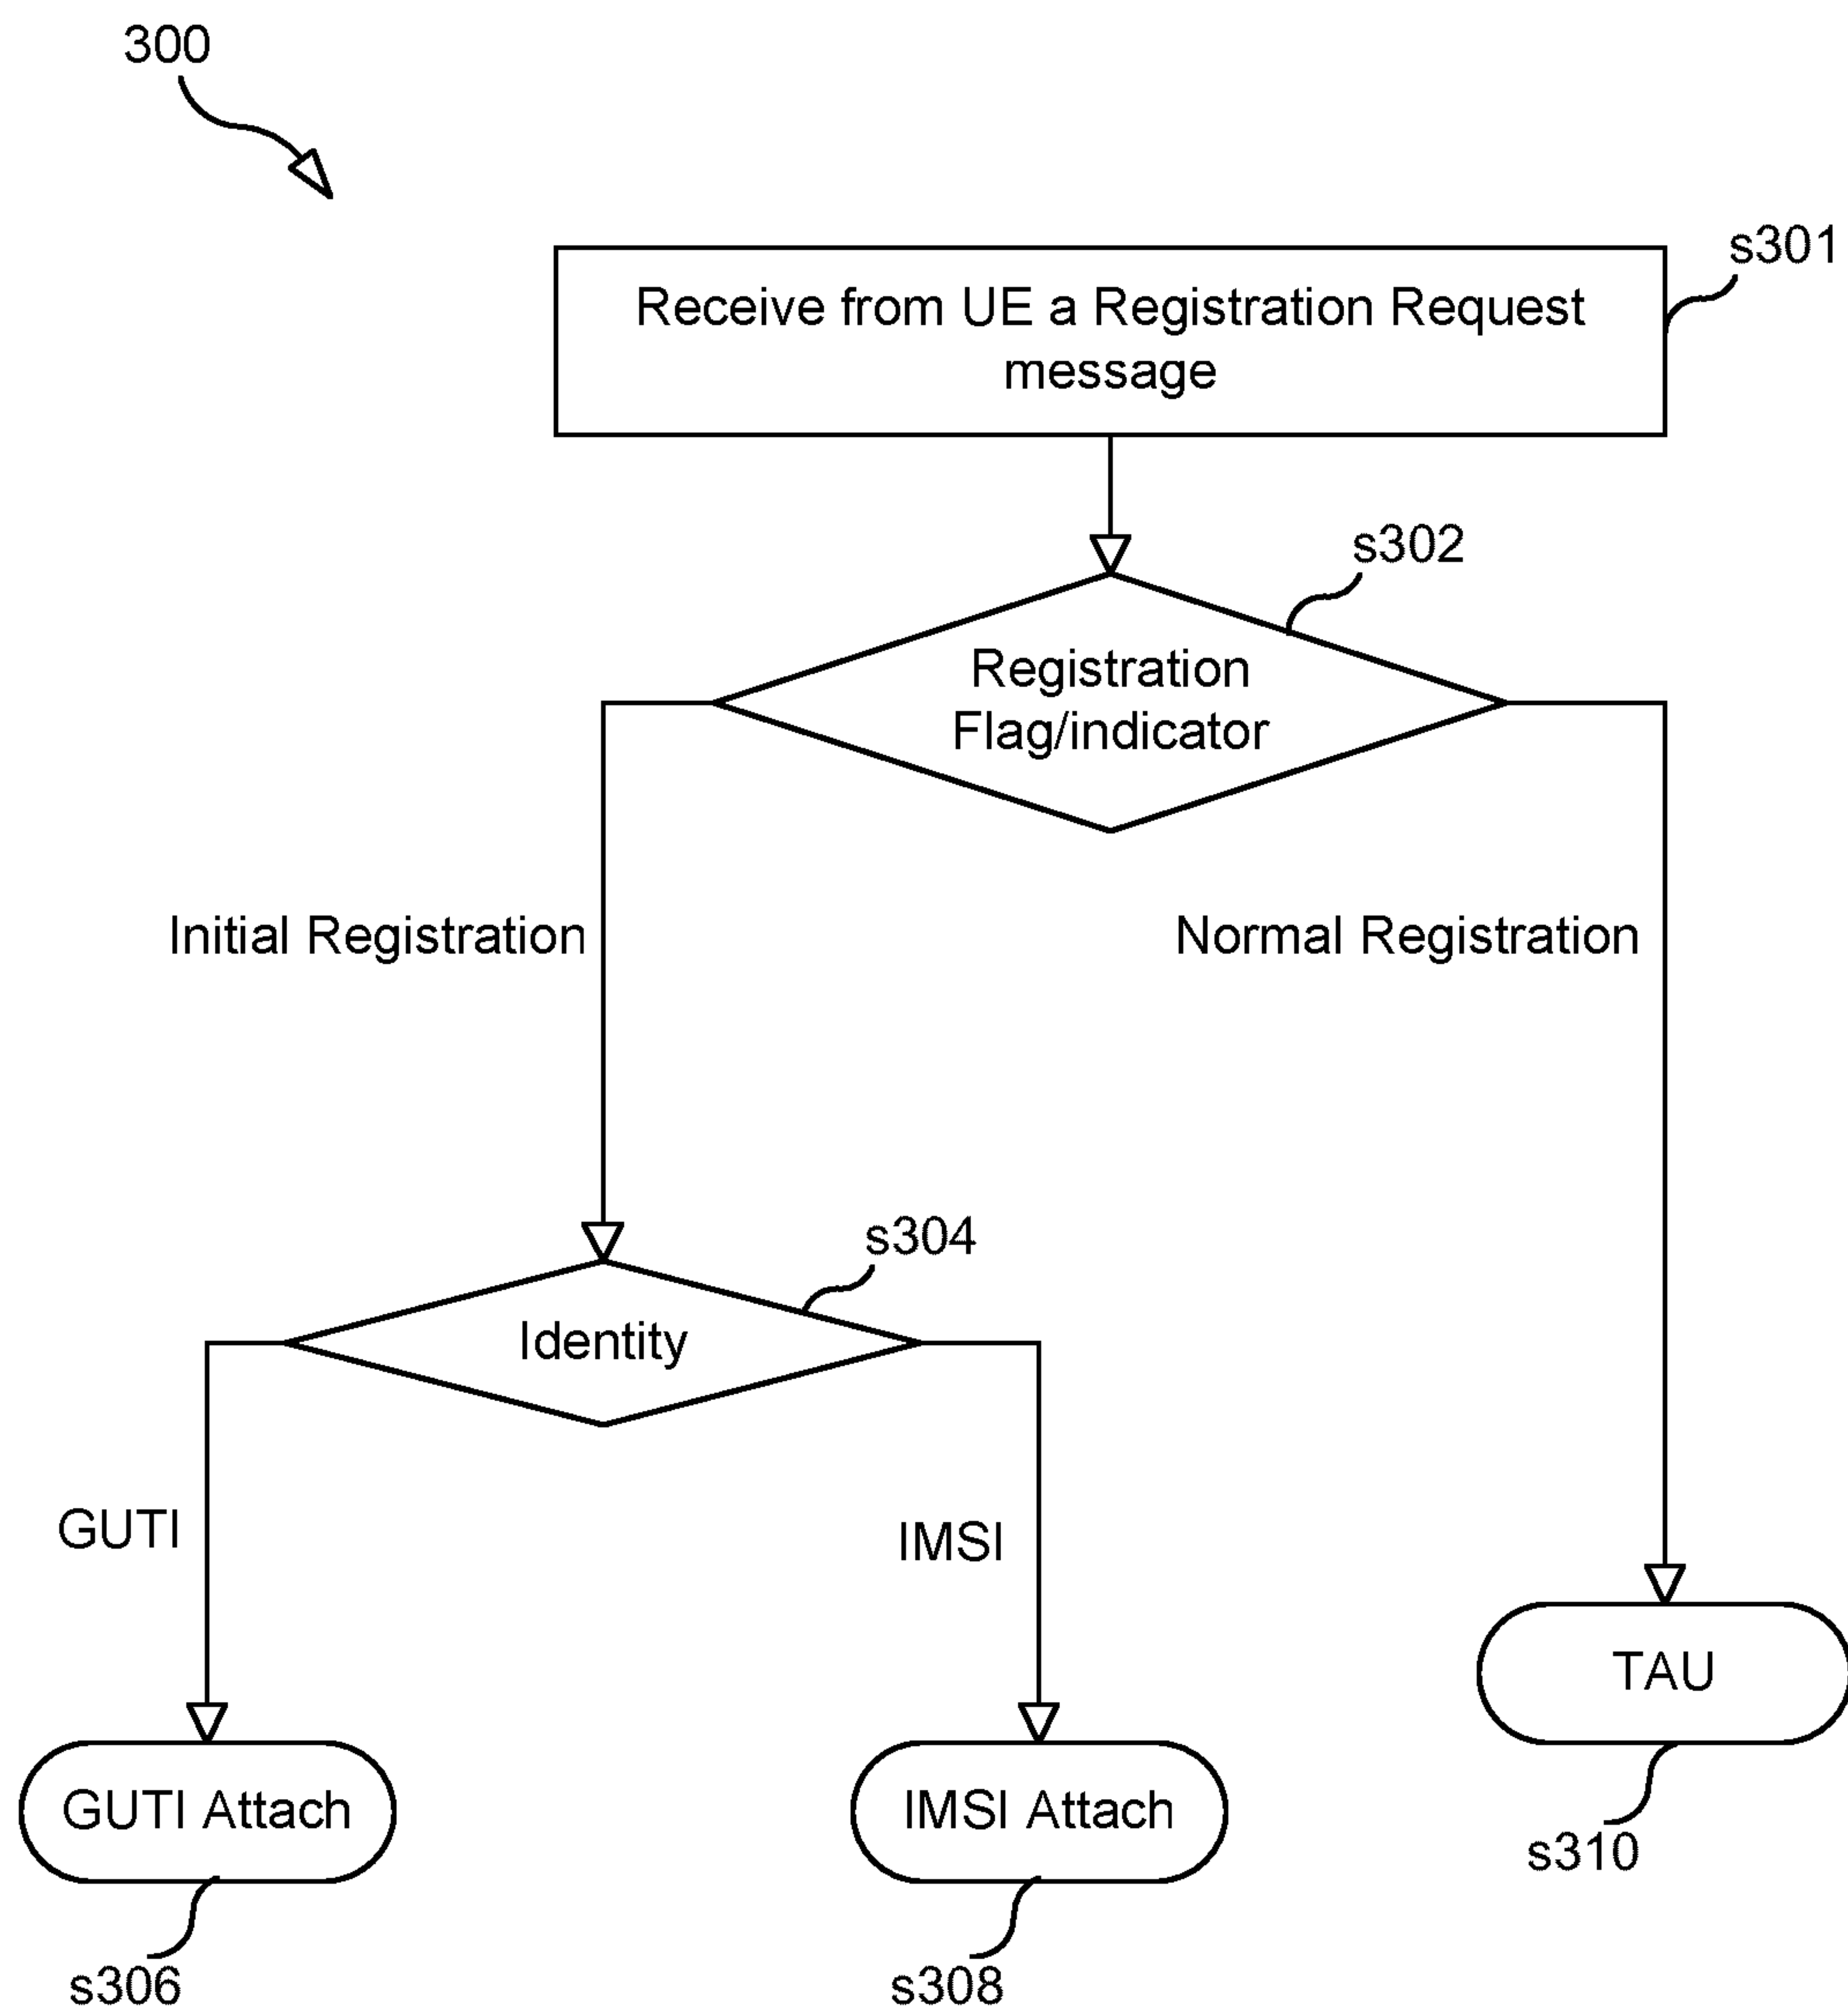 300
s301
Receive from UE a Registration Request
message
s302
Registration
Flag/indicator
Initial Registration
Normal Registration
s304
Identity
GUTI
IMSI
TAU
GUTI Attach
IMSI Attach
s310
s306
s308